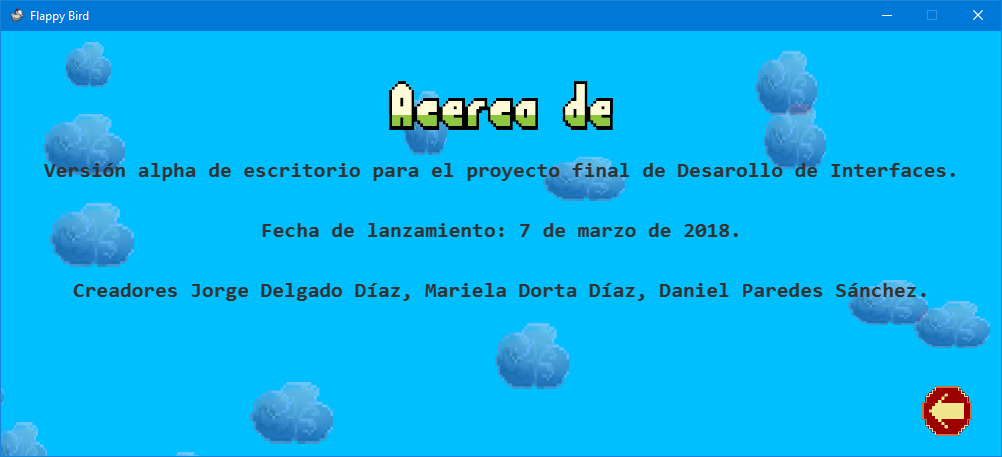 Flappy Bird
Acerca de
Versión alpha de escritorio para el proyecto final de Desarollo de Interfaces.
Fecha de lanzamiento: 7 de marzo de 2018.
Creadores Jorge Delgado Díaz, Mariela Dorta Díaz, Daniel Paredes Sánchez.